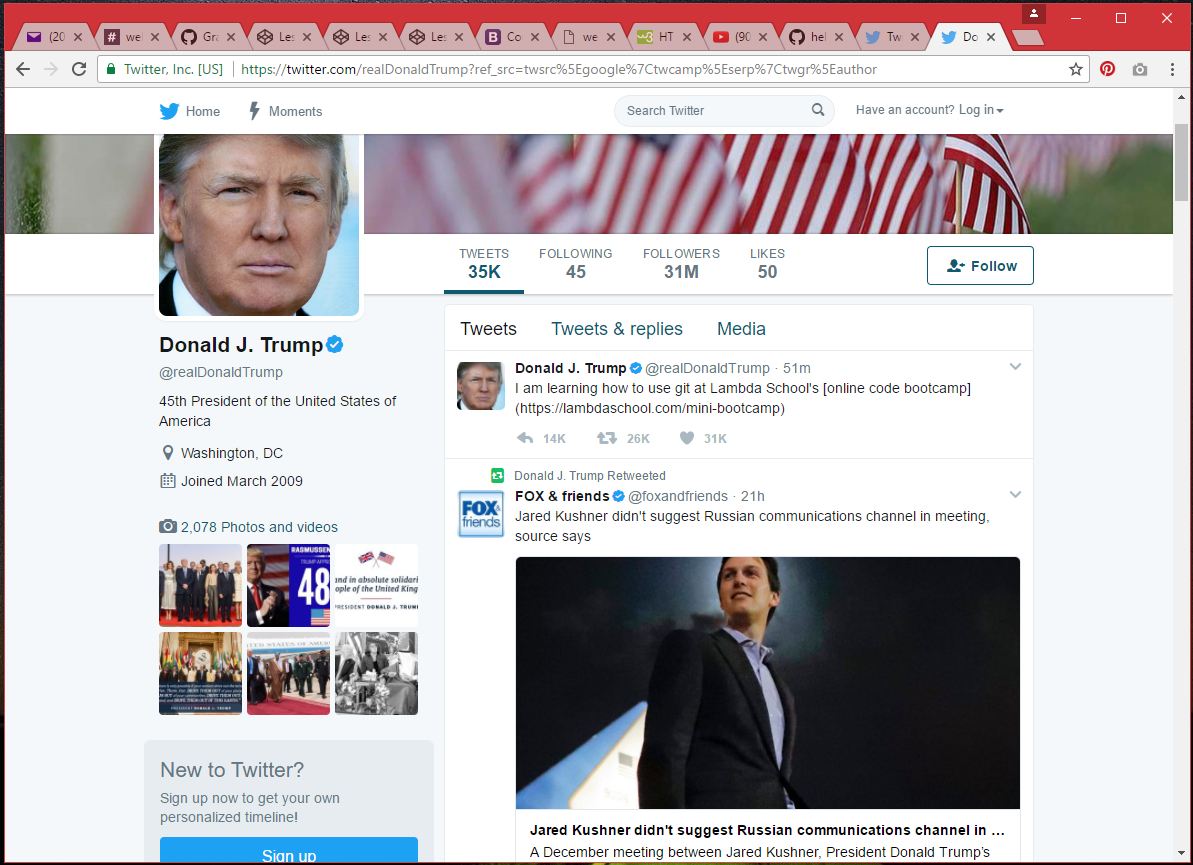 (20
wel
Gr
Les
Les
Les
Co
we
HT
(90
hel
Tw
Do
Twitter, Inc. [US]
https://twitter.com/realDonaldTrump?ref_src=twsrc%5Egoogle%7Ctwcamp%5Eserp%7Ctwgr%5Eauthor
Home
Moments
Search Twitter
Have an account? Log in
TWEETS
35K
FOLLOWING
45
FOLLOWERS
31M
LIKES
50
Follow
Donald J. Trump
@realDonaldTrump
45th President of the United States of
America
Washington, DC
Joined March 2009
2,078 Photos and videos
RASMUSSEN
48
nd in absolute solidari
ople of the United King
PRESIDENT DONALD J. TRUM
UNITED STATES OF AMERI
PRESIDENT DONALD J. TRUMP
New to Twitter?
Sign up now to get your own
personalized timeline!
Sign up
Tweets
Tweets & replies
Media
Donald J. Trump @realDonaldTrump · 51m
I am learning how to use git at Lambda School's [online code bootcamp]
(https://lambdaschool.com/mini-bootcamp)
14K
26K
31K
Donald J. Trump Retweeted
FOX & friends @foxandfriends · 21h
FOX&
friends
Jared Kushner didn't suggest Russian communications channel in meeting,
source says
Jared Kushner didn't suggest Russian communications channel in ...
A December meeting between Jared Kushner, President Donald Trump's